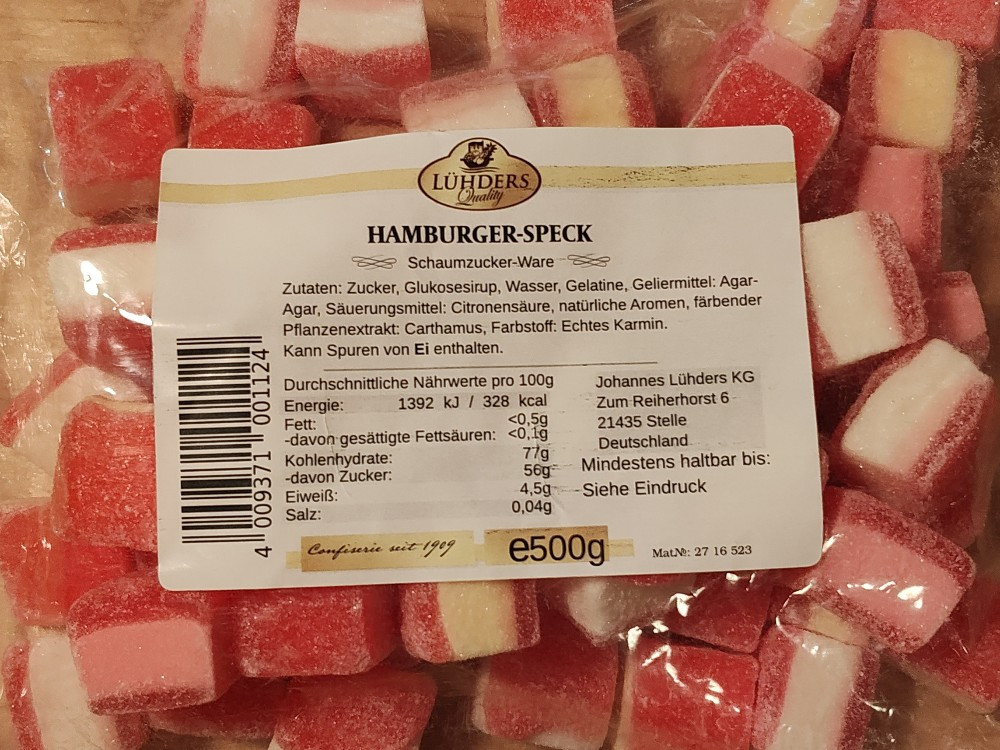 LÜHDERS
Quality
HAMBURGER-SPECK
Schaumzucker-Ware
Zutaten: Zucker, Glukosesirup, Wasser, Gelatine, Geliermittel: Agar-
Agar, Säuerungsmittel: Citronensäure, natürliche Aromen, färbender
Pflanzenextrakt: Carthamus, Farbstoff: Echtes Karmin.
Kann Spuren von Ei enthalten.
Durchschnittliche Nährwerte pro 100g
Energie: 1392 kJ / 328 kcal
Fett: <0,5g
-davon gesättigte Fettsäuren: <0,1g
Kohlenhydrate: 77g
-davon Zucker: 56g
Eiweiß: 4,5g
Salz: 0,04g
Johannes Lühders KG
Zum Reiherhorst 6
21435 Stelle
Deutschland
Mindestens haltbar bis:
Siehe Eindruck
4 009371 001124
Confiserie seit 1909
e500g
Mat.№: 27 16 523